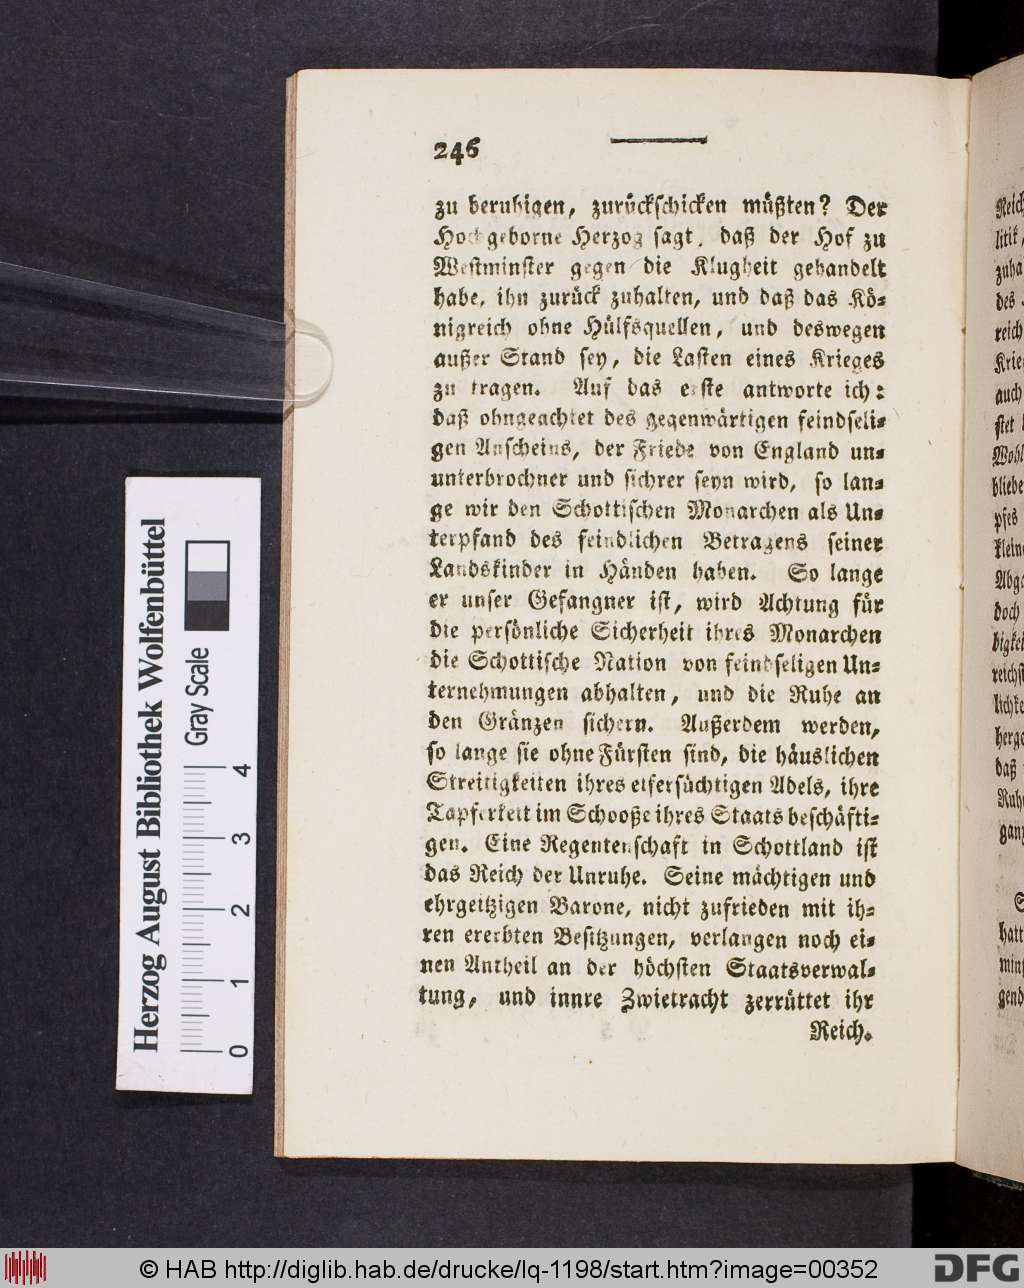 246
zu beruhigen, zurückschicken müßten? Der
Hochgeborne Herzog sagt, daß der Hof zu
Westminster gegen die Klugheit gehandelt
habe, ihn zurück zuhalten, und daß das Kö-
nigreich ohne Hülfsquellen, und deswegen
außer Stand sey, die Lasten eines Krieges
zu tragen. Auf das erste antworte ich:
daß ohngeachtet des gegenwärtigen feindseli-
gen Anscheins, der Friede von England un-
unterbrochner und sichrer seyn wird, so lan-
ge wir den Schottischen Monarchen als Un-
terpfand des feindlichen Betragens seiner
Landskinder in Händen haben. So lange
er unser Gefangner ist, wird Achtung für
die persönliche Sicherheit ihres Monarchen
die Schottische Nation von feindseligen Un-
ternehmungen abhalten, und die Ruhe an
den Gränzen sichern. Außerdem werden,
so lange sie ohne Fürsten sind, die häuslichen
Streitigkeiten ihres eifersüchtigen Adels, ihre
Tapferkeit im Schooße ihres Staats beschäfti-
gen. Eine Regentenschaft in Schottland ist
das Reich der Unruhe. Seine mächtigen und
ehrgeitzigen Barone, nicht zufrieden mit ih-
ren ererbten Besitzungen, verlangen noch ei-
nen Antheil an der höchsten Staatsverwal-
tung, und innre Zwietracht zerrüttet ihr
Reich.
Herzog August Bibliothek Wolfenbüttel
Gray Scale
0 1 2 3 4
© HAB http://diglib.hab.de/drucke/lq-1198/start.htm?image=00352
DFG